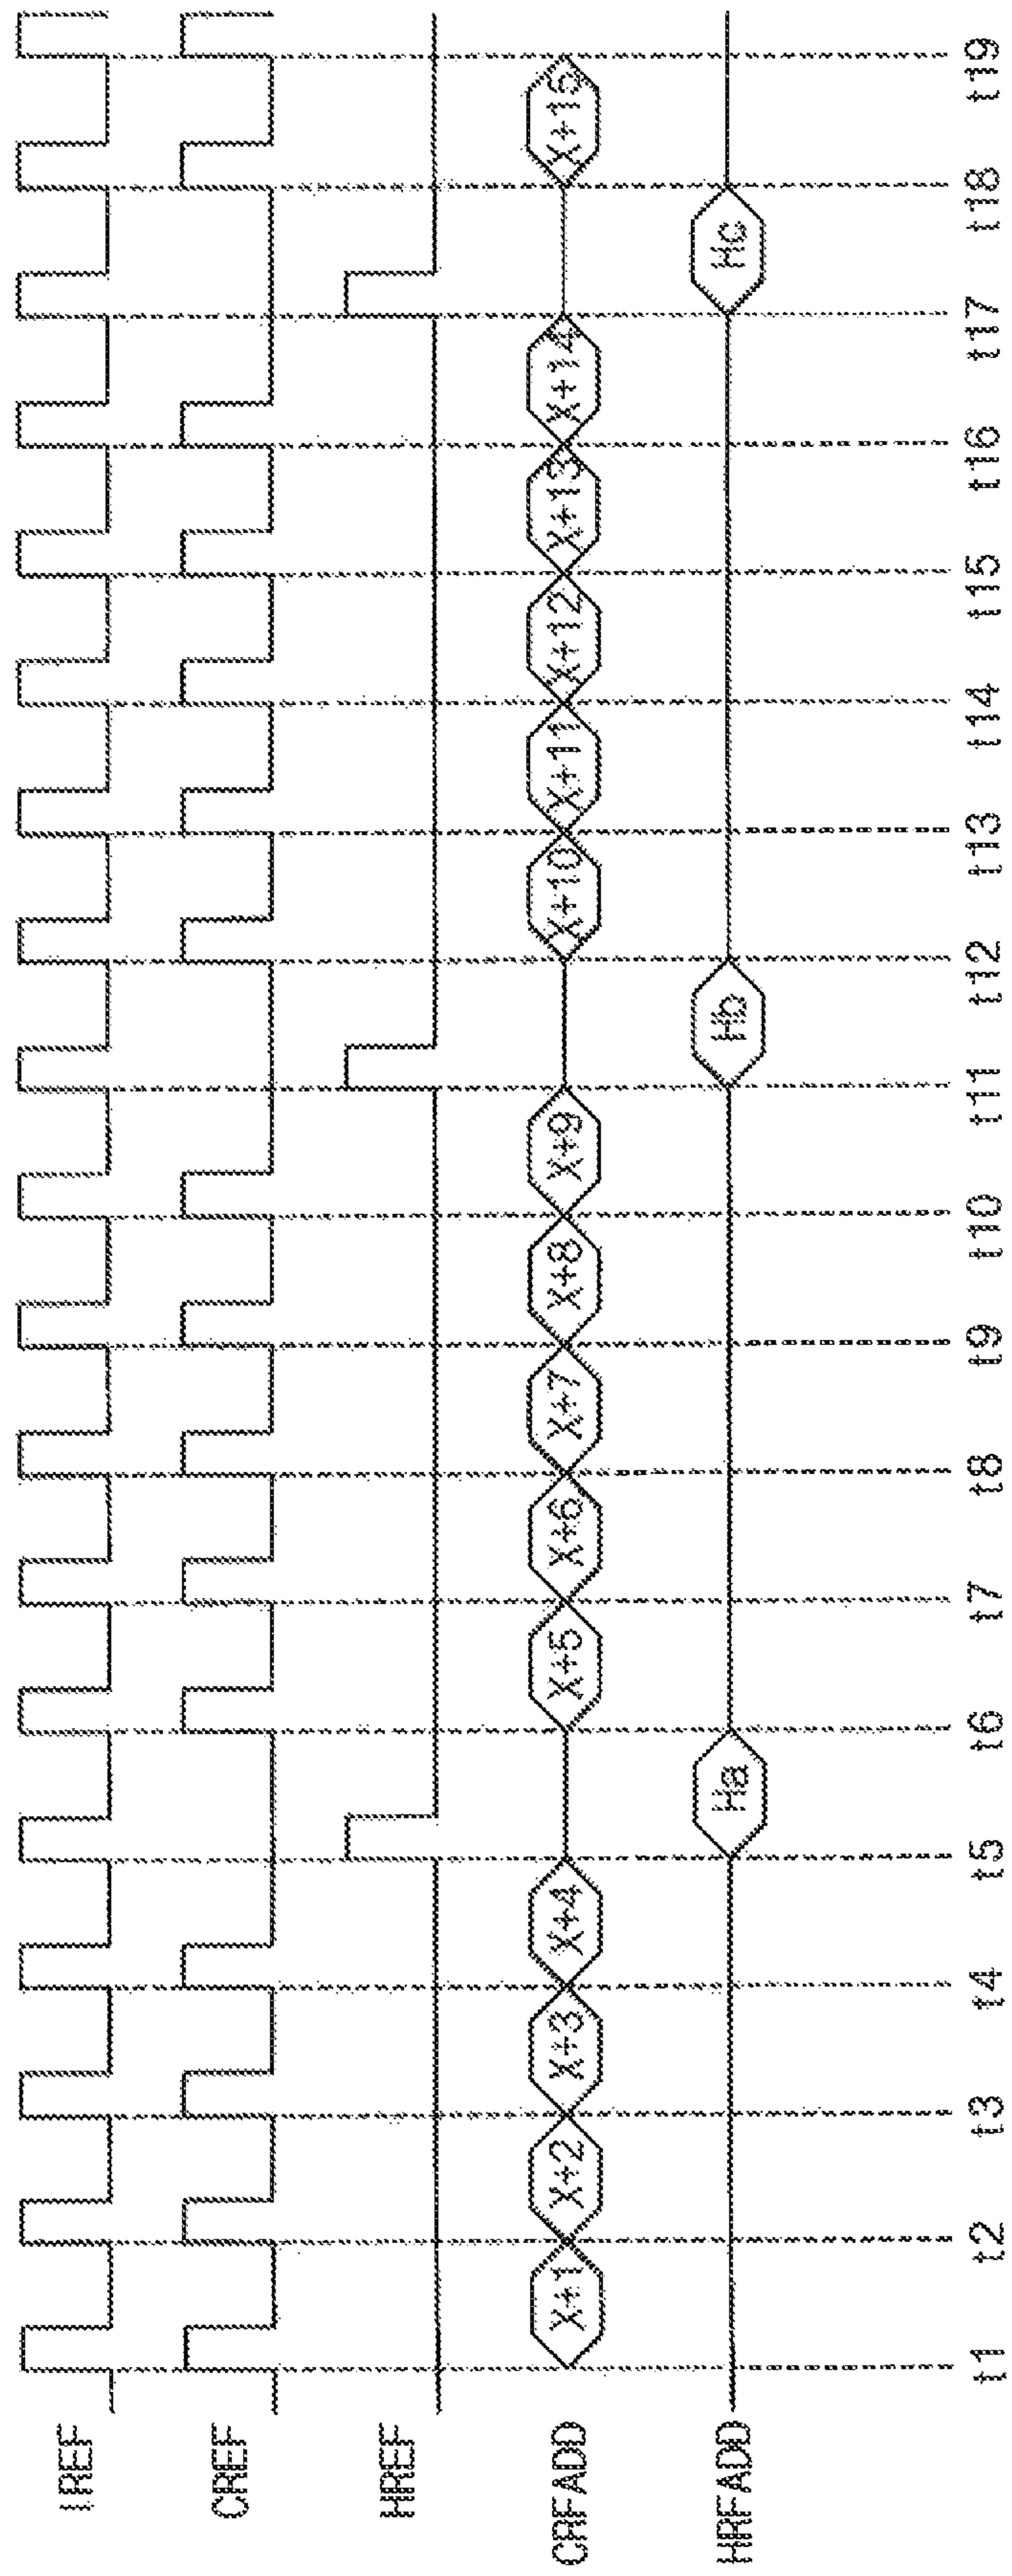 IREF
CREF
HREF
CRFADD X+1 X+2 X+3 X+4 X+5 X+6 X+7 X+8 X+9 X+10 X+11 X+12 X+13 X+14 X+15
HRFADD Ha Hb Hc
t1 t2 t3 t4 t5 t6 t7 t8 t9 t10 t11 t12 t13 t14 t15 t16 t17 t18 t19